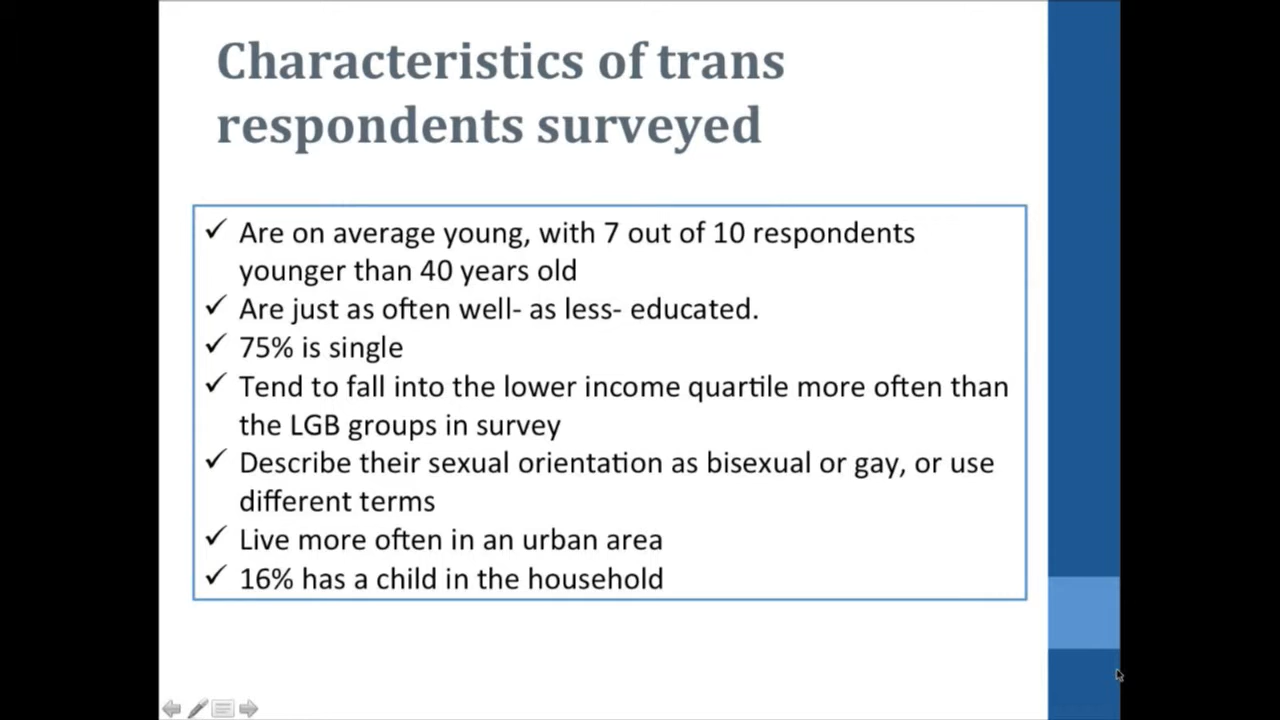 Characteristics of trans
respondents surveyed
✓ Are on average young, with 7 out of 10 respondents
younger than 40 years old
✓ Are just as often well- as less- educated.
✓ 75% is single
✓ Tend to fall into the lower income quartile more often than
the LGB groups in survey
✓ Describe their sexual orientation as bisexual or gay, or use
different terms
✓ Live more often in an urban area
✓ 16% has a child in the household